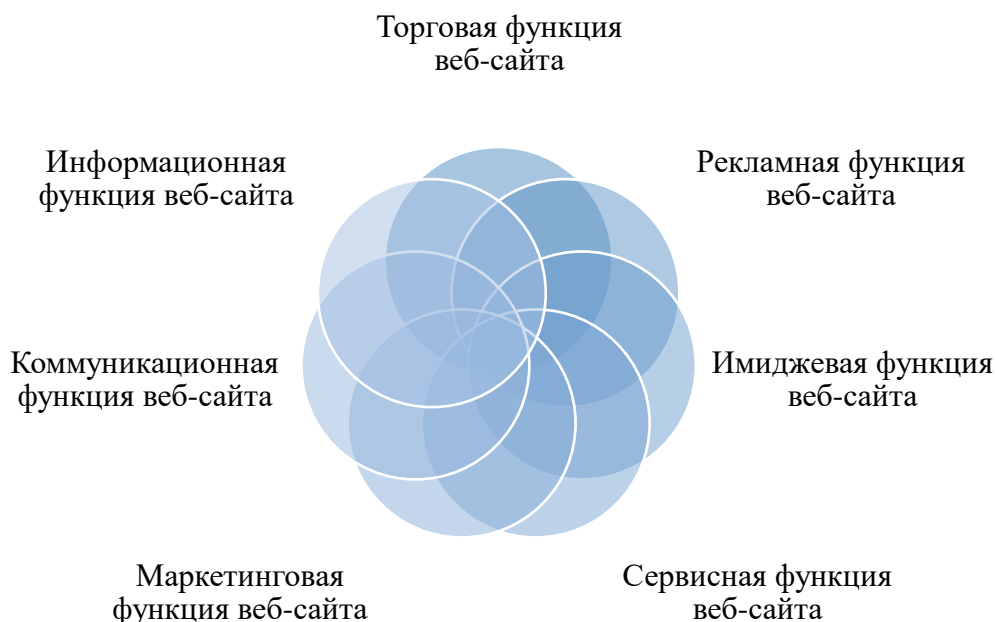 Торговая функция
веб-сайта
Информационная
функция веб-сайта
Рекламная функция
веб-сайта
Коммуникационная
функция веб-сайта
Имиджевая функция
веб-сайта
Маркетинговая
функция веб-сайта
Сервисная функция
веб-сайта